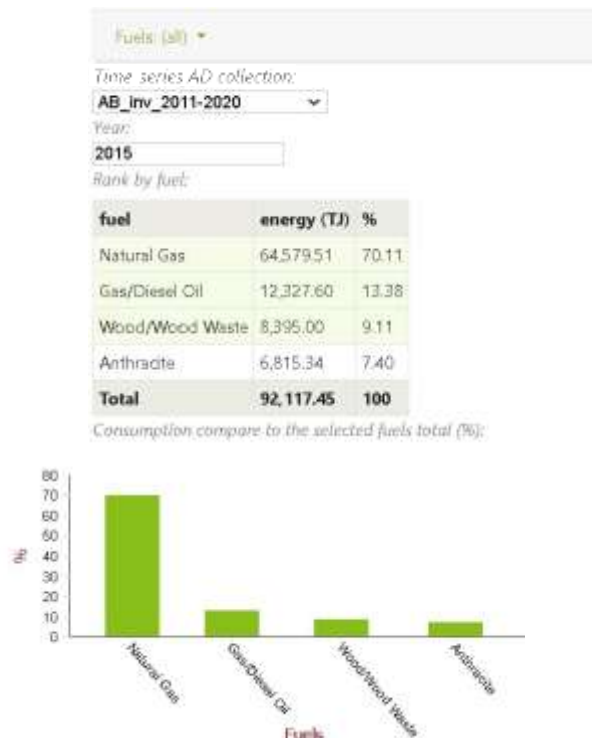 Fuels: (all)
Time series AD collection:
AB_inv_2011-2020
Year:
2015
Rank by fuel:
fuel energy (TJ) %
Natural Gas 64,579.51 70.11
Gas/Diesel Oil 12,327.60 13.38
Wood/Wood Waste 8,395.00 9.11
Anthracite 6,815.34 7.40
Total 92,117.45 100
Consumption compare to the selected fuels total (%):
80
70
60
50
40
30
20
10
0
%
Natural Gas
Gas/Diesel Oil
Wood/Wood Waste
Anthracite
Fuels